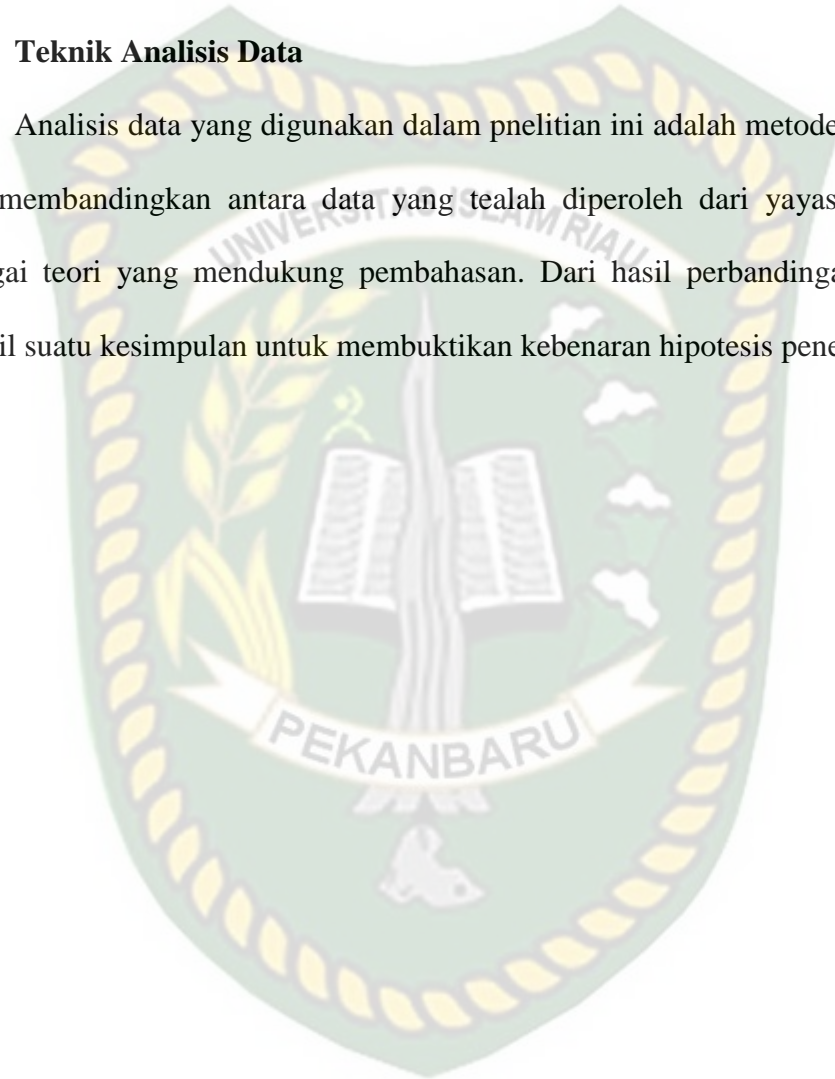 Teknik Analisis Data
Analisis data yang digunakan dalam pnelitian ini adalah metode
membandingkan antara data yang tealah diperoleh dari yayas
gai teori yang mendukung pembahasan. Dari hasil perbandinga
il suatu kesimpulan untuk membuktikan kebenaran hipotesis pene
UNIVERSITAS ISLAM RIAU
PEKANBARU